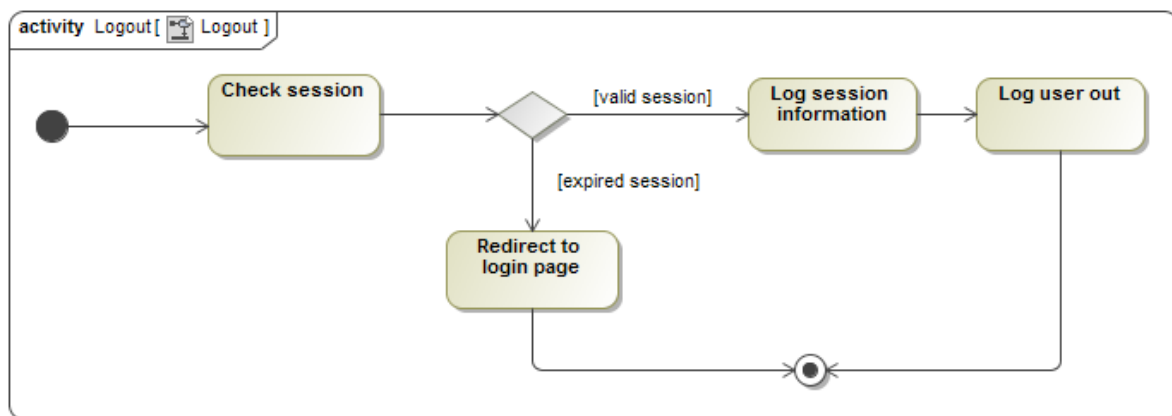 activity Logout[ Logout ]
Check session
[valid session]
Log session
information
Log user out
[expired session]
Redirect to
login page